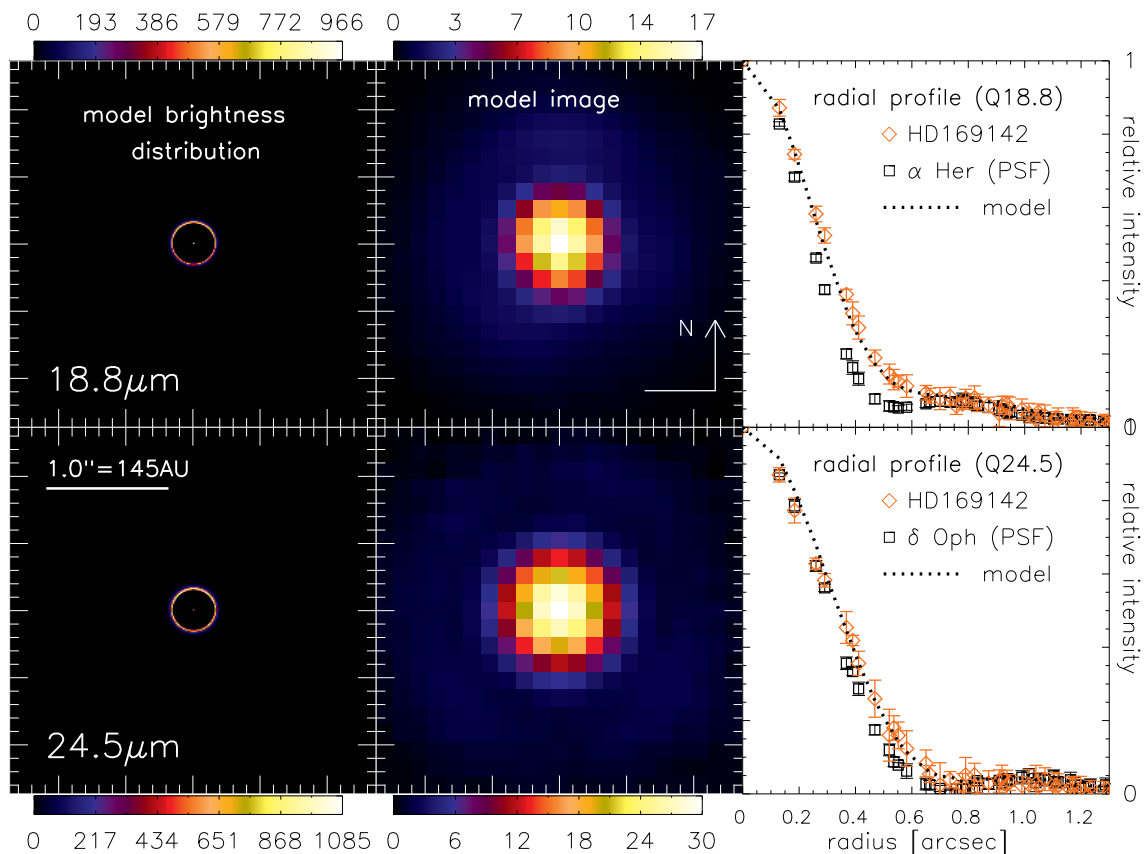 0 193 386 579 772 966
0 3 7 10 14 17
model brightness
distribution
18.8μm
model image
N
radial profile (Q18.8)
HD169142
α Her (PSF)
model
1
relative intensity
0
1.0''=145AU
24.5μm
radial profile (Q24.5)
HD169142
δ Oph (PSF)
model
relative intensity
0
0 217 434 651 868 1085
0 6 12 18 24 30
0 0.2 0.4 0.6 0.8 1.0 1.2
radius [arcsec]